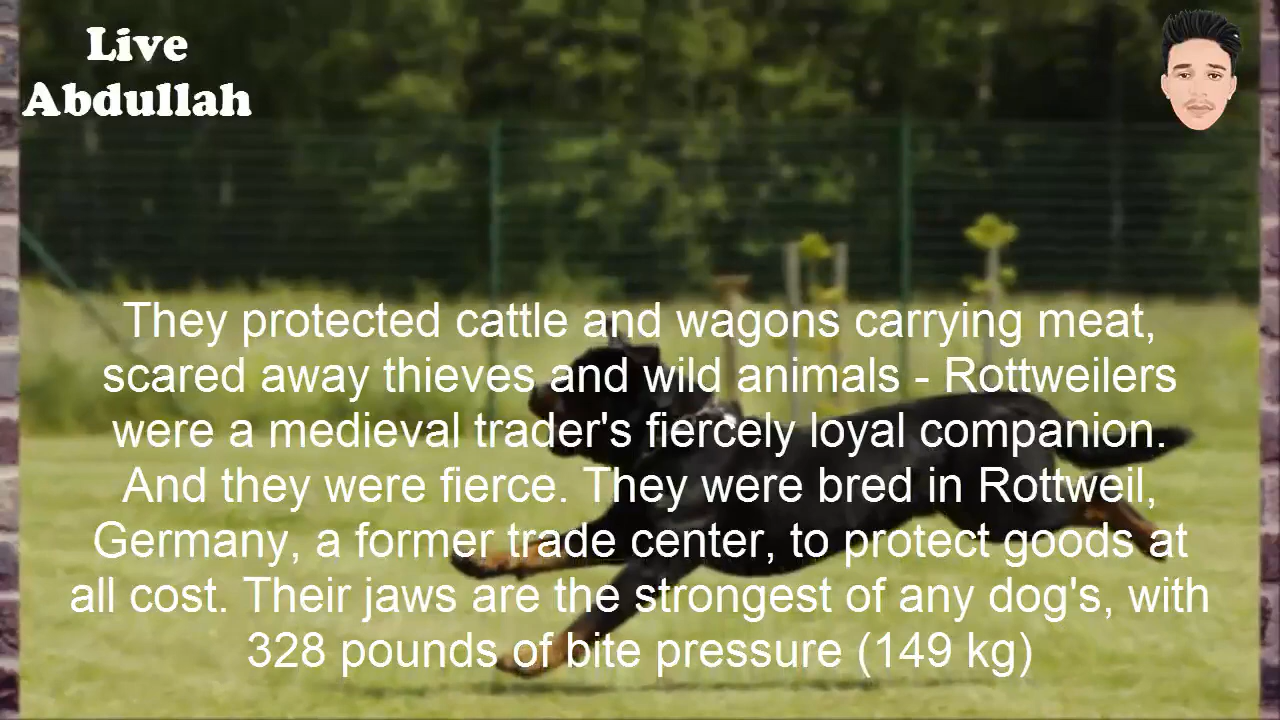 Live
Abdullah
They protected cattle and wagons carrying meat,
scared away thieves and wild animals - Rottweilers
were a medieval trader's fiercely loyal companion.
And they were fierce. They were bred in Rottweil,
Germany, a former trade center, to protect goods at
all cost. Their jaws are the strongest of any dog's, with
328 pounds of bite pressure (149 kg)